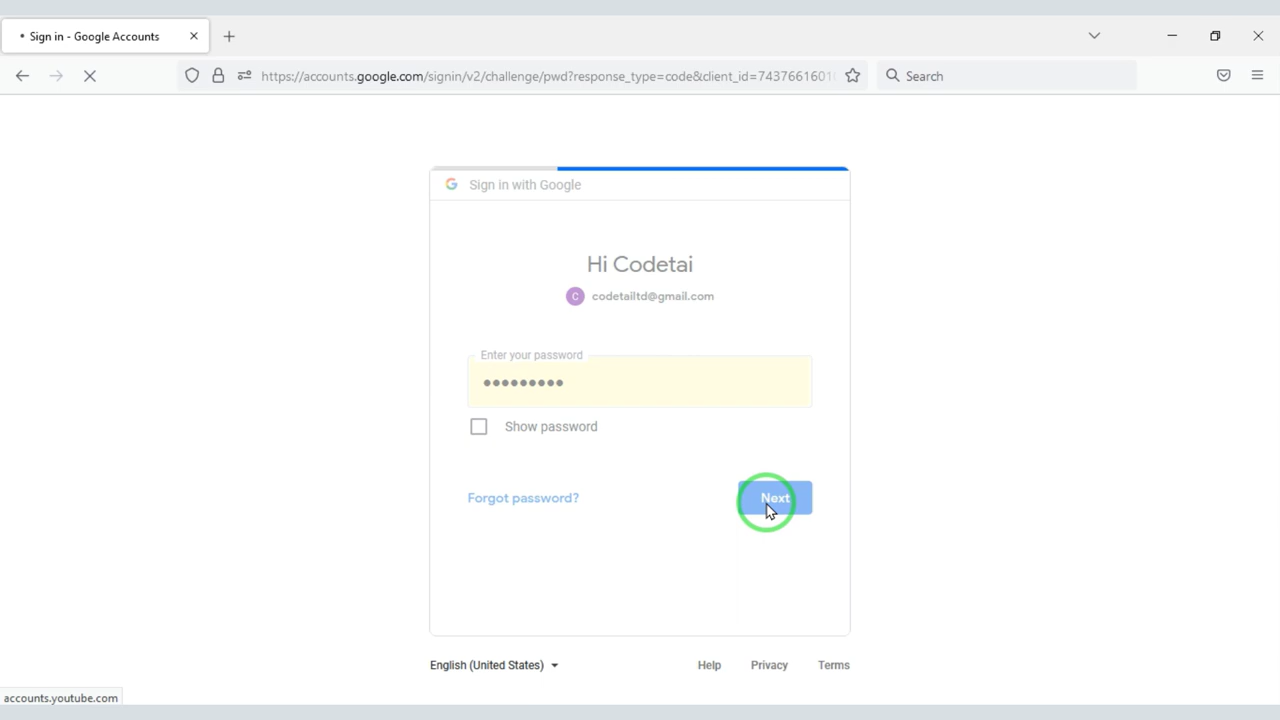 Sign in - Google Accounts
https://accounts.google.com/signin/v2/challenge/pwd?response_type=code&client_id=7437661601
Search
Sign in with Google
Hi Codetai
C codetailtd@gmail.com
Enter your password
Show password
Forgot password?
Next
English (United States)
Help
Privacy
Terms
accounts.youtube.com